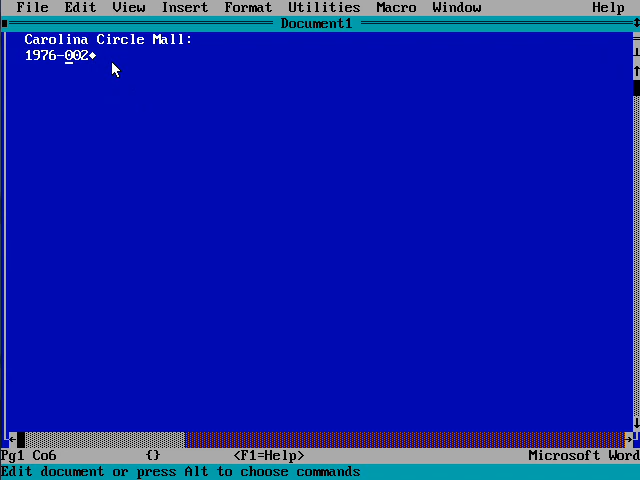 File Edit View Insert Format Utilities Macro Window Help
Document1
Carolina Circle Mall:
1976-002
Pg1 Co6 {} <F1=Help> Microsoft Word
Edit document or press Alt to choose commands